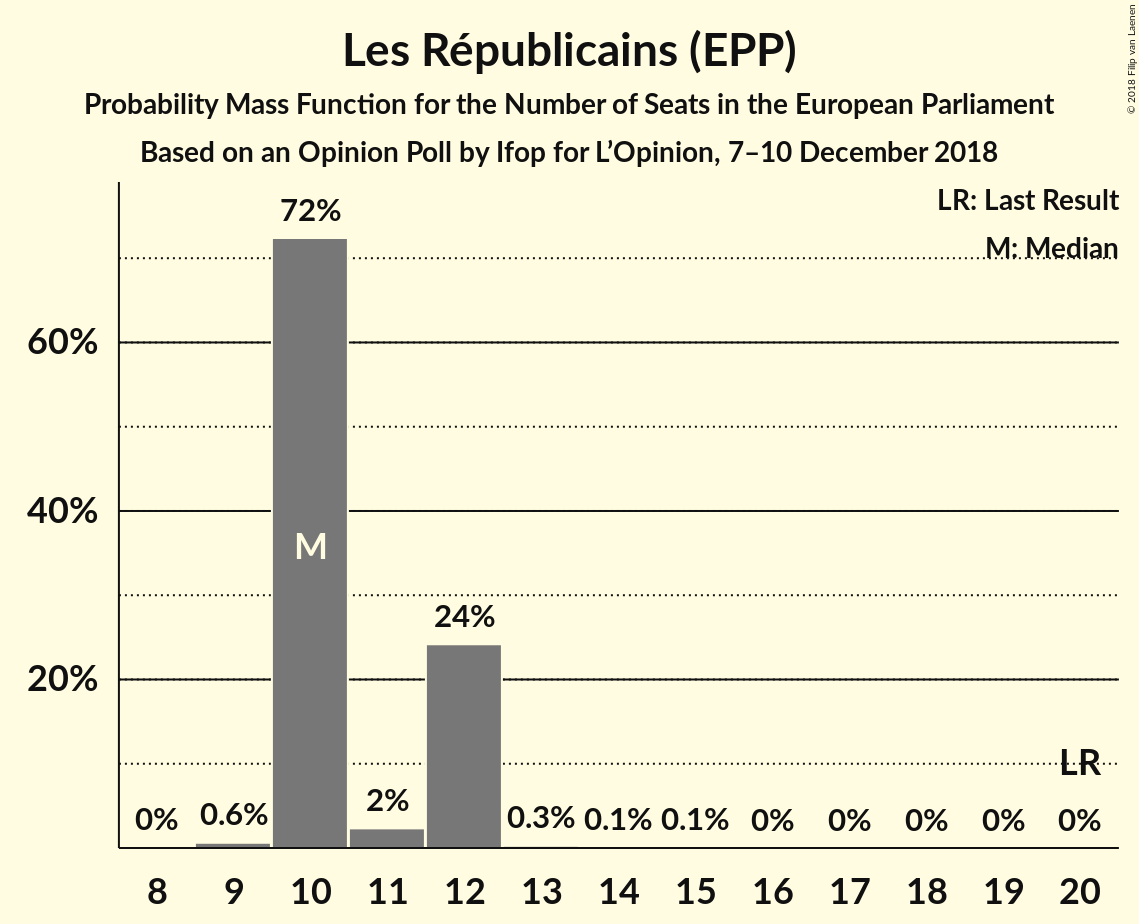 Les Républicains (EPP)
Probability Mass Function for the Number of Seats in the European Parliament
Based on an Opinion Poll by Ifop for L’Opinion, 7–10 December 2018
© 2018 Filip van Laenen
LR: Last Result
M: Median
72%
60%
40%
M
24%
20%
LR
0% 0.6% 2% 0.3% 0.1% 0.1% 0% 0% 0% 0% 0%
8 9 10 11 12 13 14 15 16 17 18 19 20